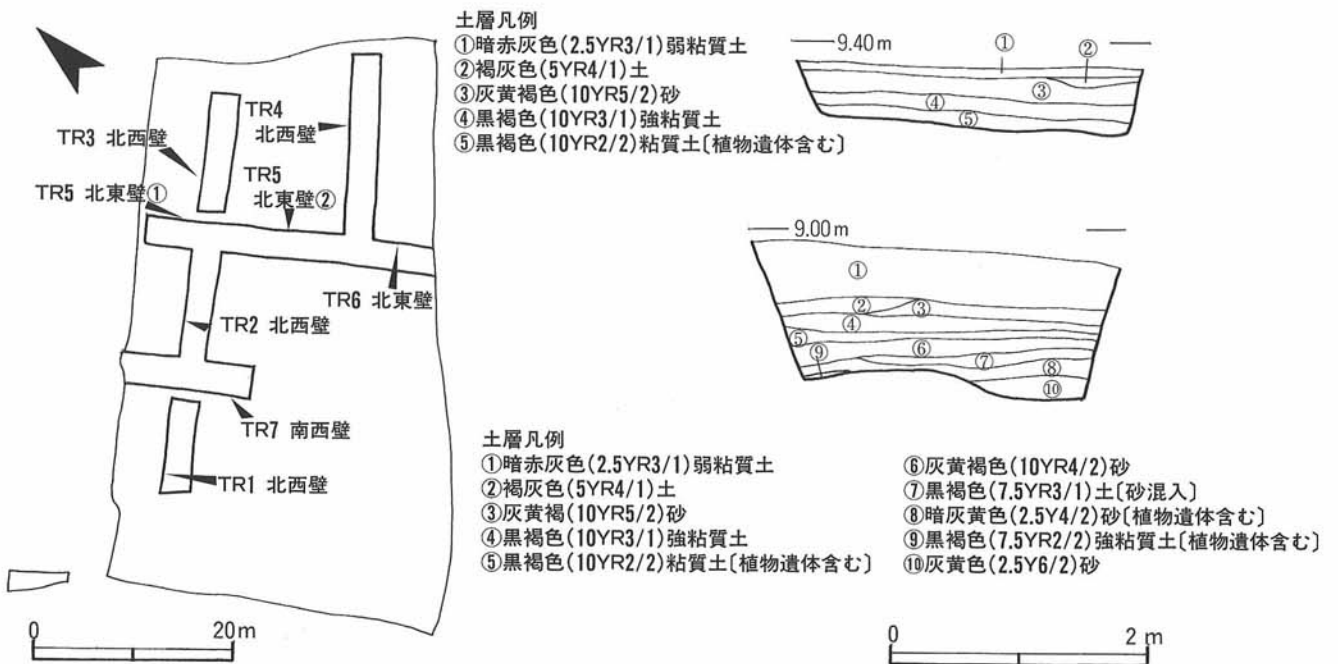 TR3 北西壁
TR4
北西壁
TR5 北東壁①
TR5
北東壁②
TR6 北東壁
TR2 北西壁
TR7 南西壁
TR1 北西壁
0 20m
土層凡例
①暗赤灰色(2.5YR3/1)弱粘質土
②褐灰色(5YR4/1)土
③灰黄褐色(10YR5/2)砂
④黒褐色(10YR3/1)強粘質土
⑤黒褐色(10YR2/2)粘質土〔植物遺体含む〕
9.40m
①
②
③
④
⑤
9.00m
①
②
③
④
⑤
⑥
⑨
⑦
⑧
⑩
土層凡例
①暗赤灰色(2.5YR3/1)弱粘質土
②褐灰色(5YR4/1)土
③灰黄褐(10YR5/2)砂
④黒褐色(10YR3/1)強粘質土
⑤黒褐色(10YR2/2)粘質土〔植物遺体含む〕
⑥灰黄褐色(10YR4/2)砂
⑦黒褐色(7.5YR3/1)土〔砂混入〕
⑧暗灰黄色(2.5Y4/2)砂〔植物遺体含む〕
⑨黒褐色(7.5YR2/2)強粘質土〔植物遺体含む〕
⑩灰黄色(2.5Y6/2)砂
0 2m